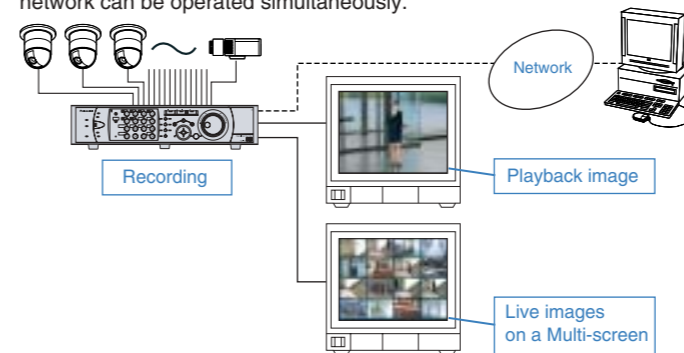 network can be operated simultaneously.
Network
Recording
Playback image
Live images
on a Multi-screen